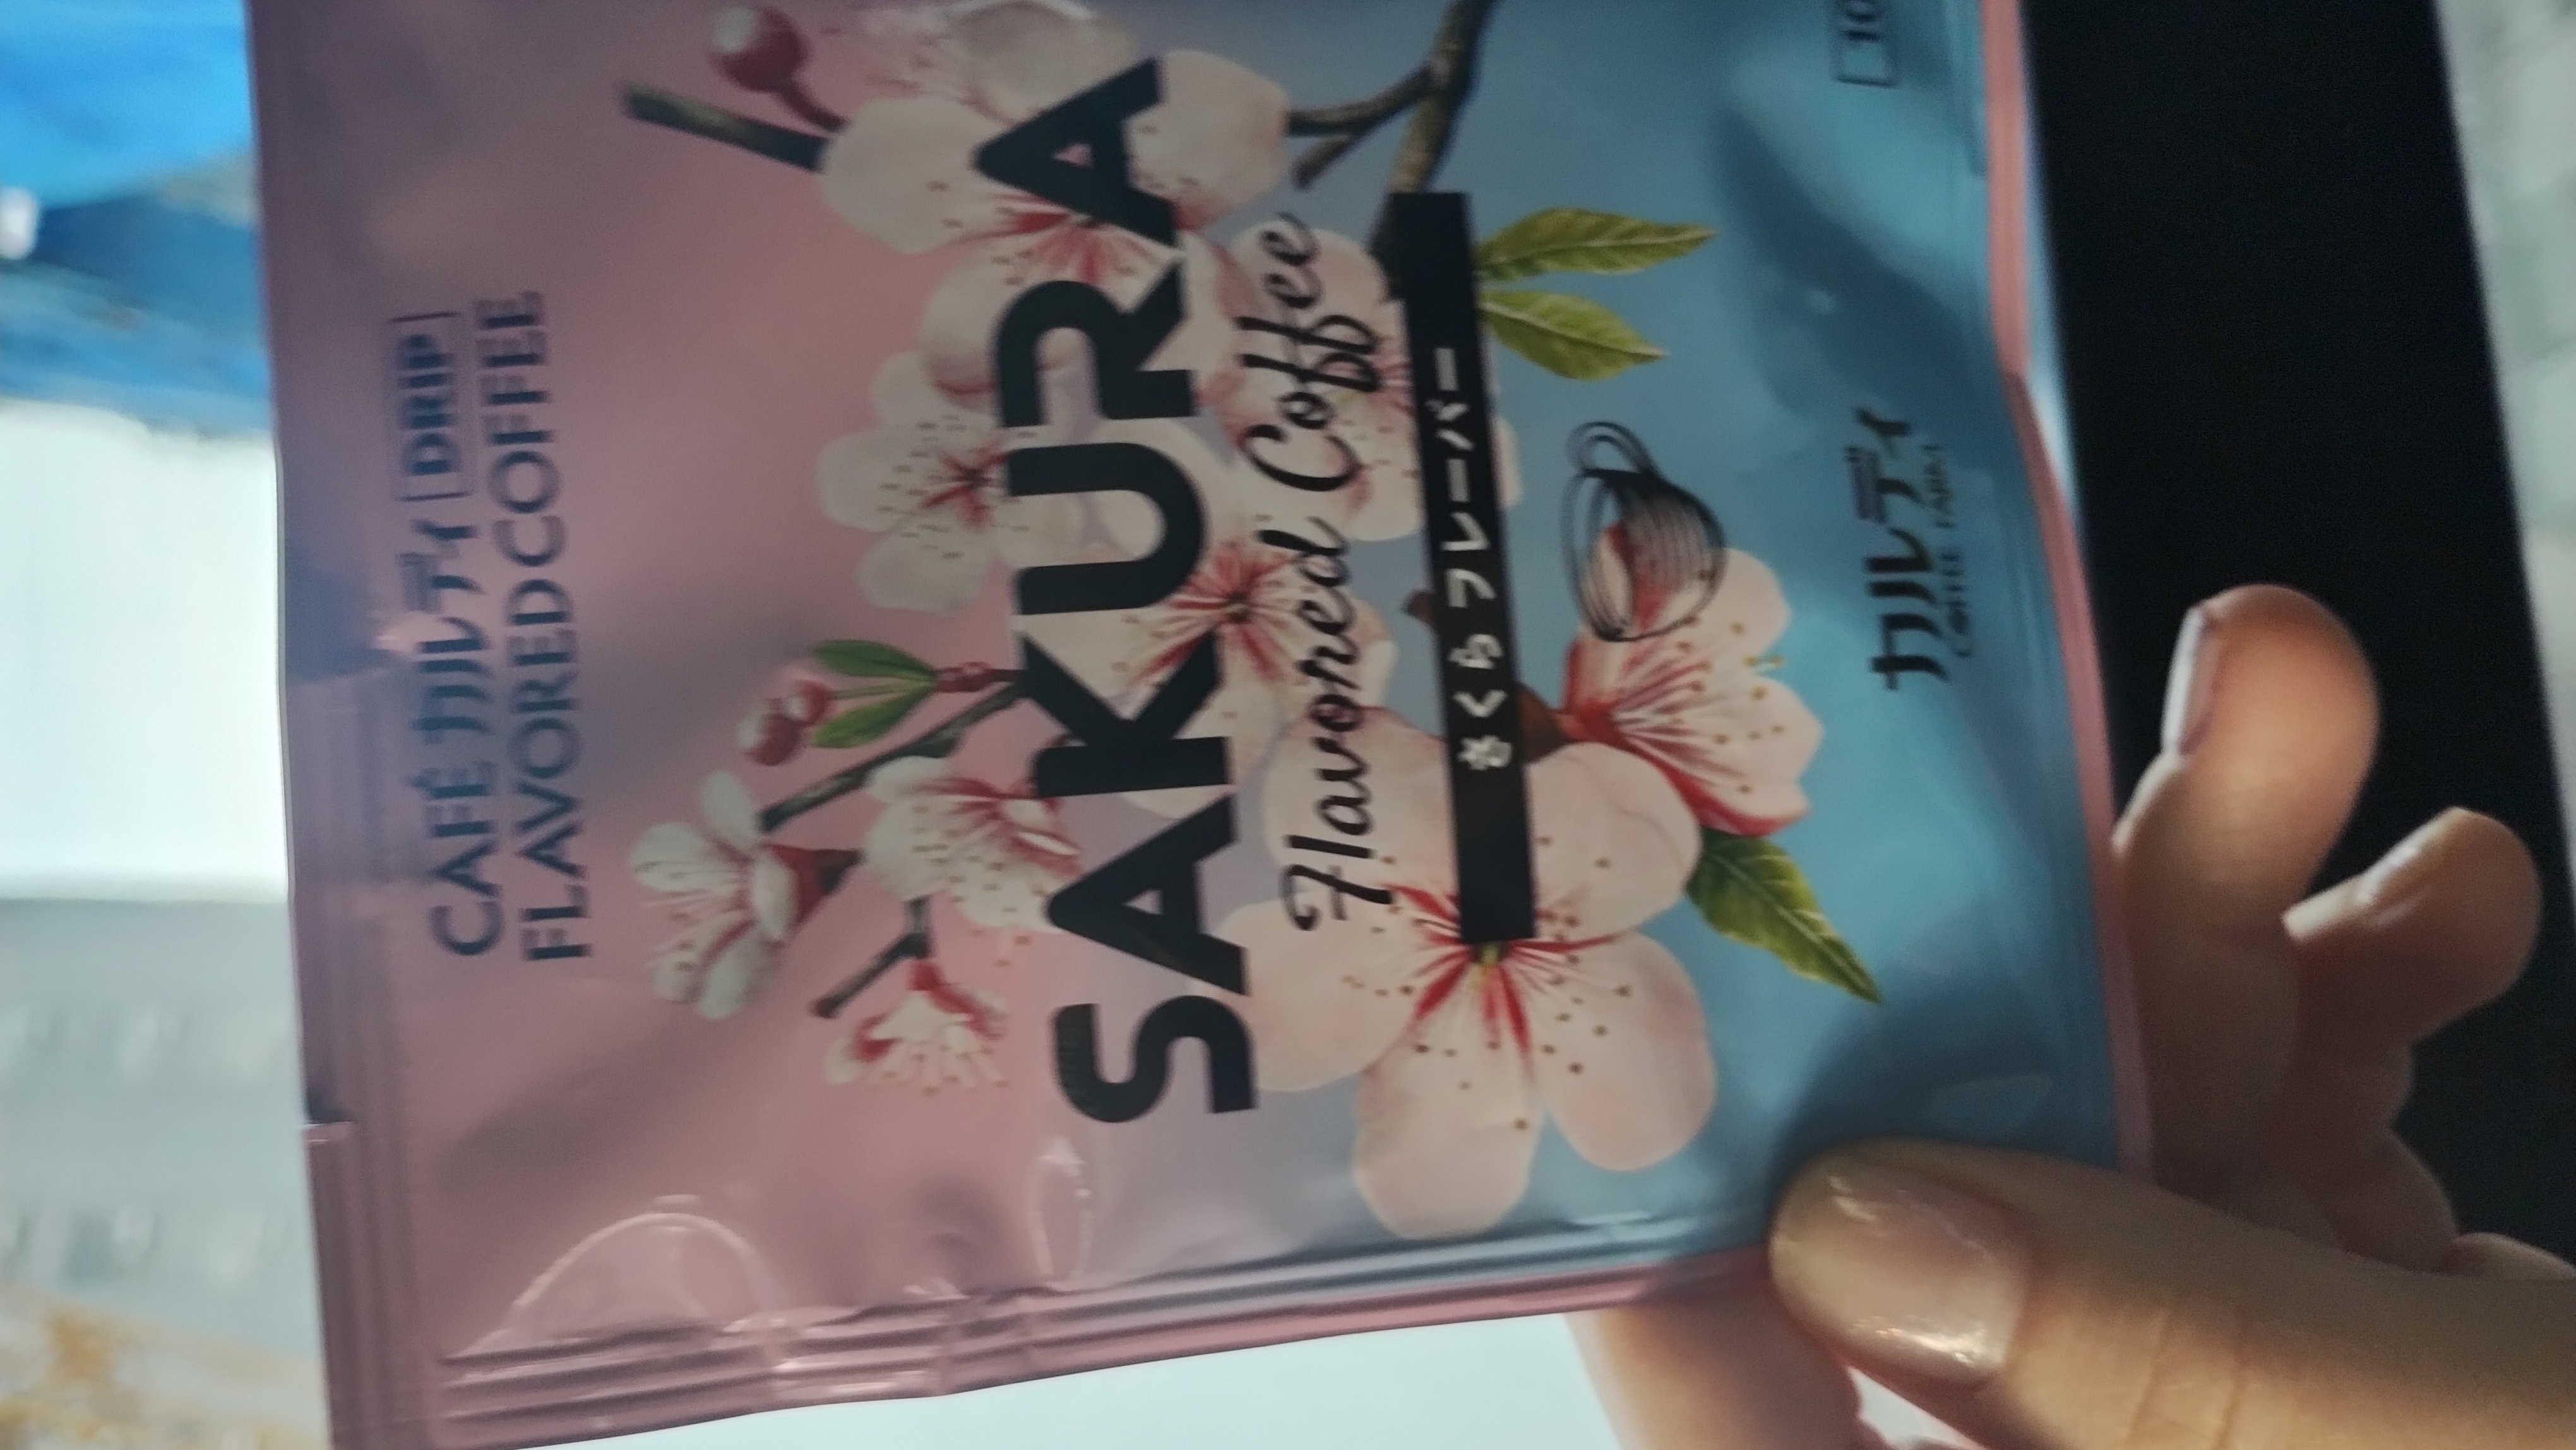 CAFÉ カルディ DRIP
FLAVORED COFFEE
SAKURA
Flavored Coffee
さくらフレーバー
カルディ
COFFEE FARM
10